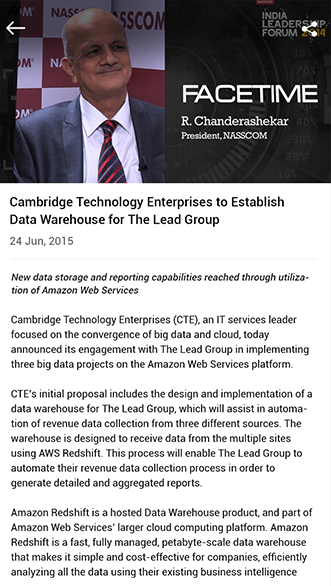 NASSCOM
NASSCOM
INDIA
LEADERSHIP
FORUM 2014
FACETIME
R. Chanderashekar
President, NASSCOM
Cambridge Technology Enterprises to Establish
Data Warehouse for The Lead Group
24 Jun, 2015
New data storage and reporting capabilities reached through utiliza-
tion of Amazon Web Services
Cambridge Technology Enterprises (CTE), an IT services leader
focused on the convergence of big data and cloud, today
announced its engagement with The Lead Group in implementing
three big data projects on the Amazon Web Services platform.
CTE's initial proposal includes the design and implementation of a
data warehouse for The Lead Group, which will assist in automa-
tion of revenue data collection from three different sources. The
warehouse is designed to receive data from the multiple sites
using AWS Redshift. This process will enable The Lead Group to
automate their revenue data collection process in order to
generate detailed and aggregated reports.
Amazon Redshift is a hosted Data Warehouse product, and part of
Amazon Web Services' larger cloud computing platform. Amazon
Redshift is a fast, fully managed, petabyte-scale data warehouse
that makes it simple and cost-effective for companies, efficiently
analyzing all the data using their existing business intelligence